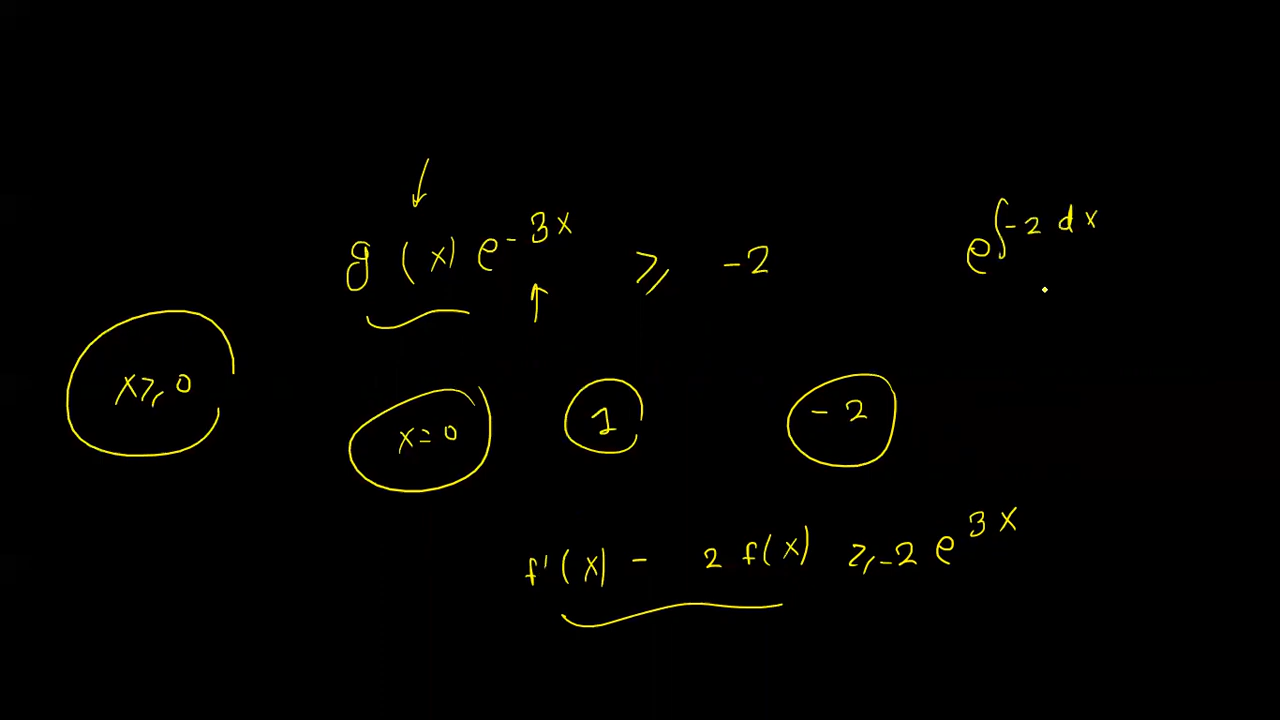 g (x) e^{-3x} ≥ -2
e^{∫-2 dx}
x ≥ 0
x = 0
1
-2
f'(x) - 2 f(x) ≥ -2 e^{3x}